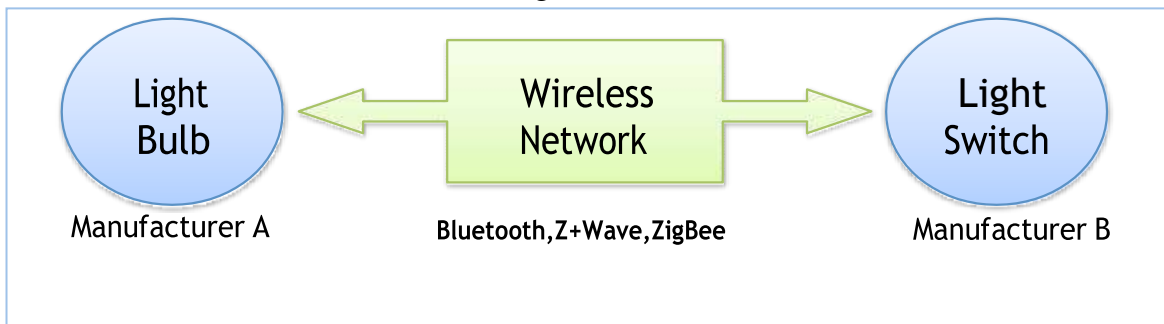 Light
Bulb
Wireless
Network
Light
Switch
Manufacturer A
Bluetooth,Z+Wave,ZigBee
Manufacturer B